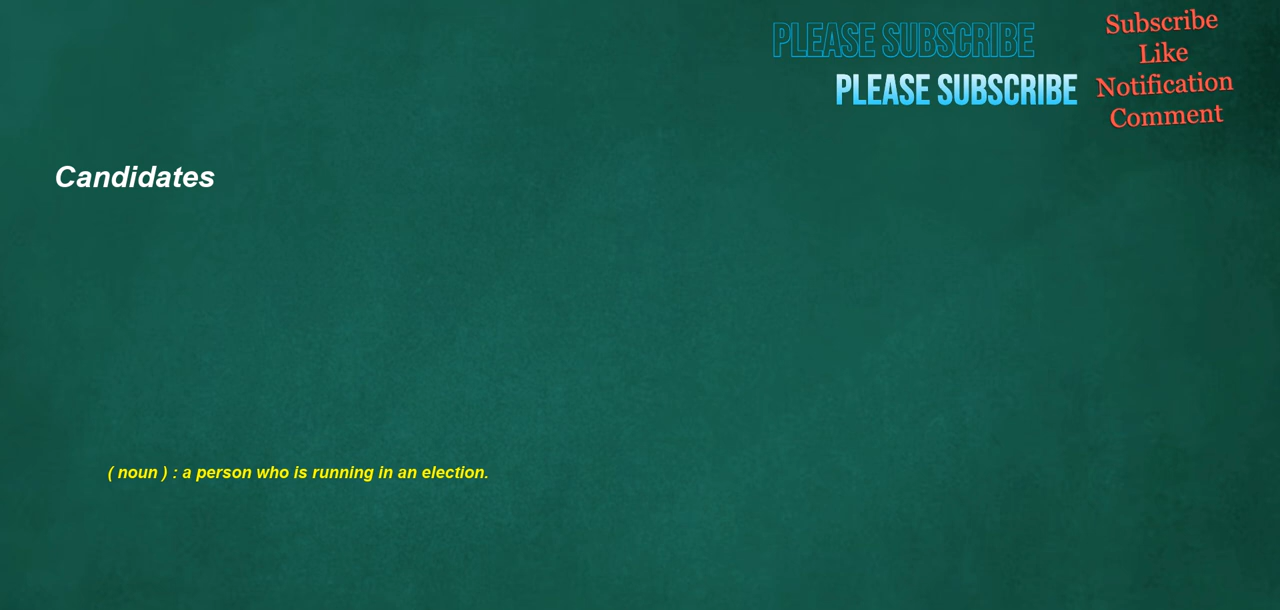 PLEASE SUBSCRIBE
PLEASE SUBSCRIBE
Subscribe
Like
Notification
Comment
Candidates
( noun ) : a person who is running in an election.